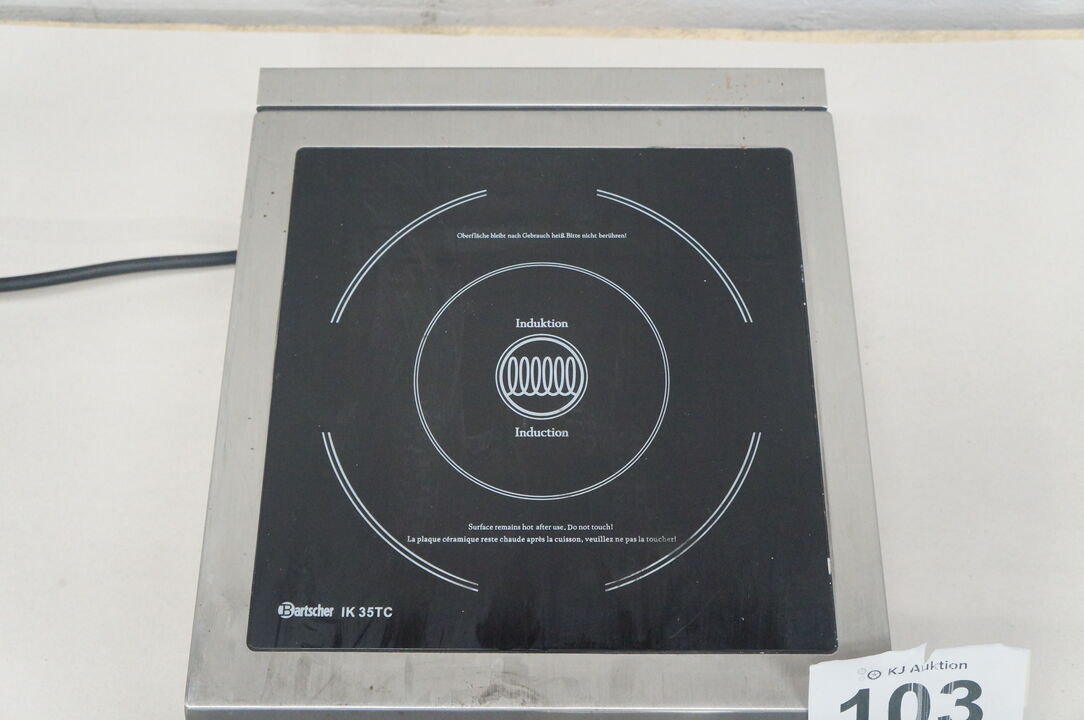 Oberfläche bleibt nach Gebrauch heiß. Bitte nicht berühren!
Induktion
Induction
Surface remains hot after use. Do not touch!
La plaque céramique reste chaude après la cuisson, veuillez ne pas la toucher!
Bartscher IK 35TC
KJ Auktion
103